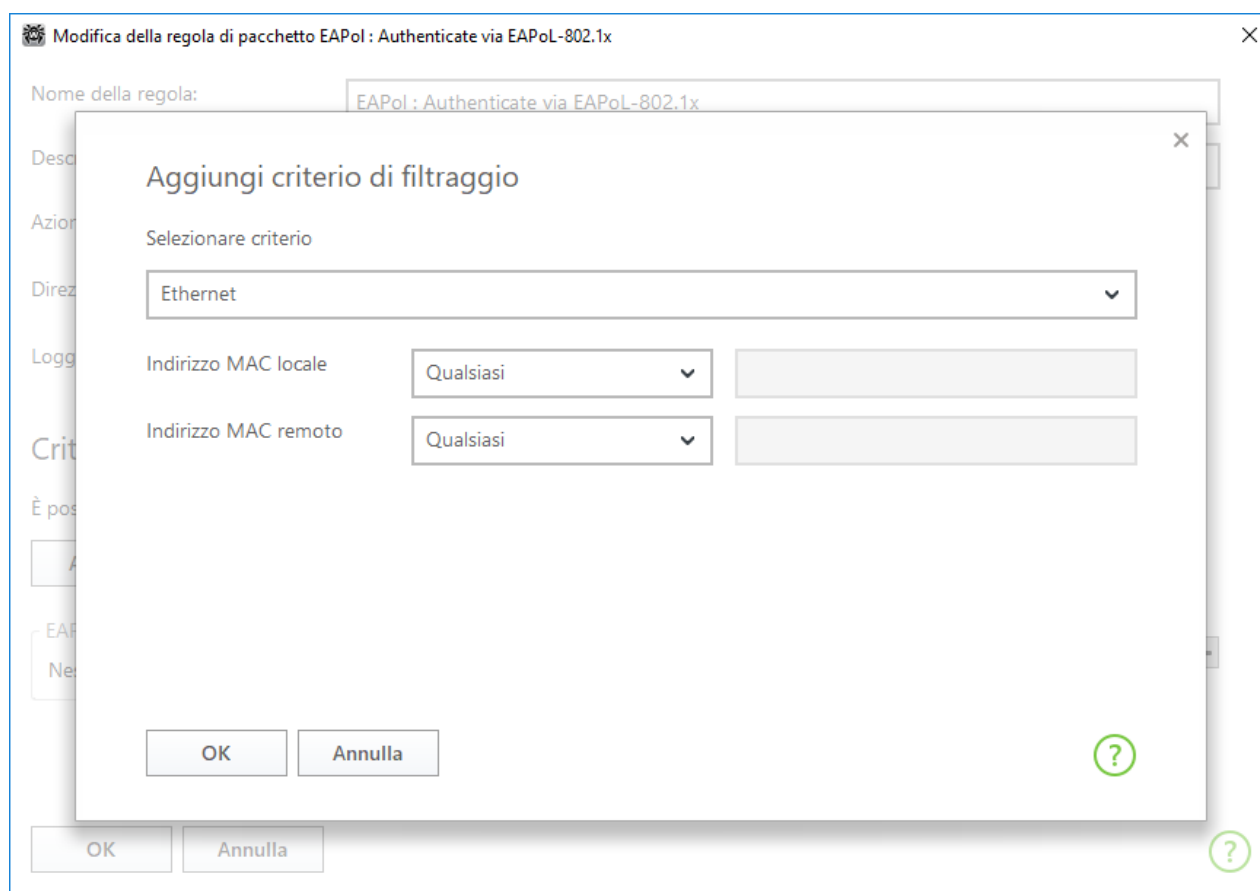 Modifica della regola di pacchetto EAPol : Authenticate via EAPoL-802.1x
Nome della regola:
EAPol : Authenticate via EAPoL-802.1x
Aggiungi criterio di filtraggio
Selezionare criterio
Ethernet
Indirizzo MAC locale
Qualsiasi
Indirizzo MAC remoto
Qualsiasi
OK Annulla
?
OK Annulla
?